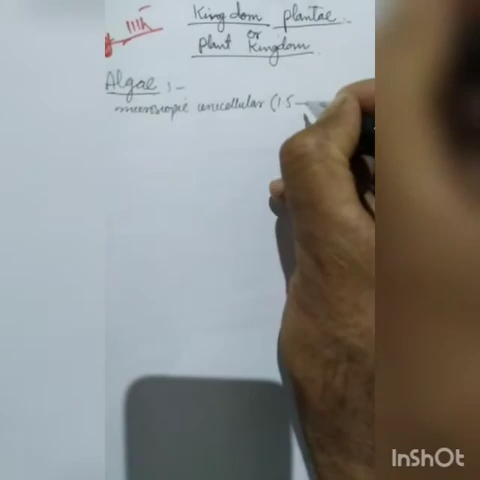 Kingdom plantae
or
Plant Kingdom
Algae :-
microscopic unicellular (1.5 —
InShOt